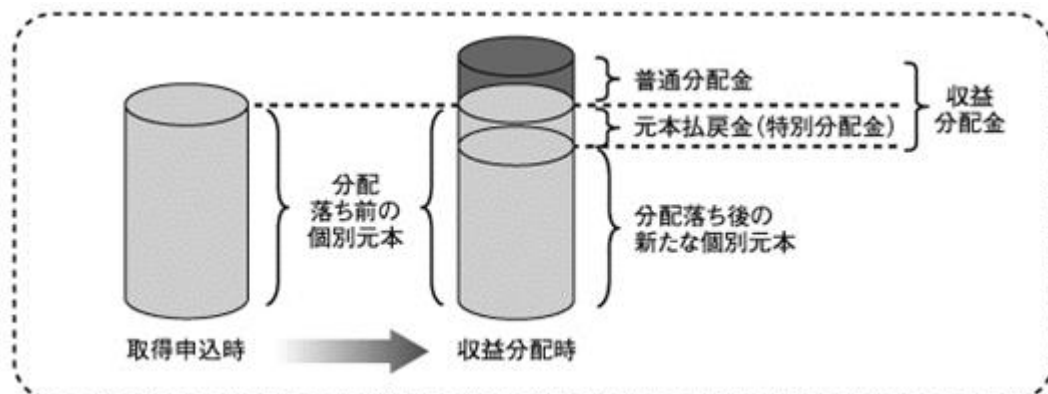 普通分配金
元本払戻金(特別分配金)
収益
分配金
分配
落ち前の
個別元本
分配落ち後の
新たな個別元本
取得申込時
収益分配時